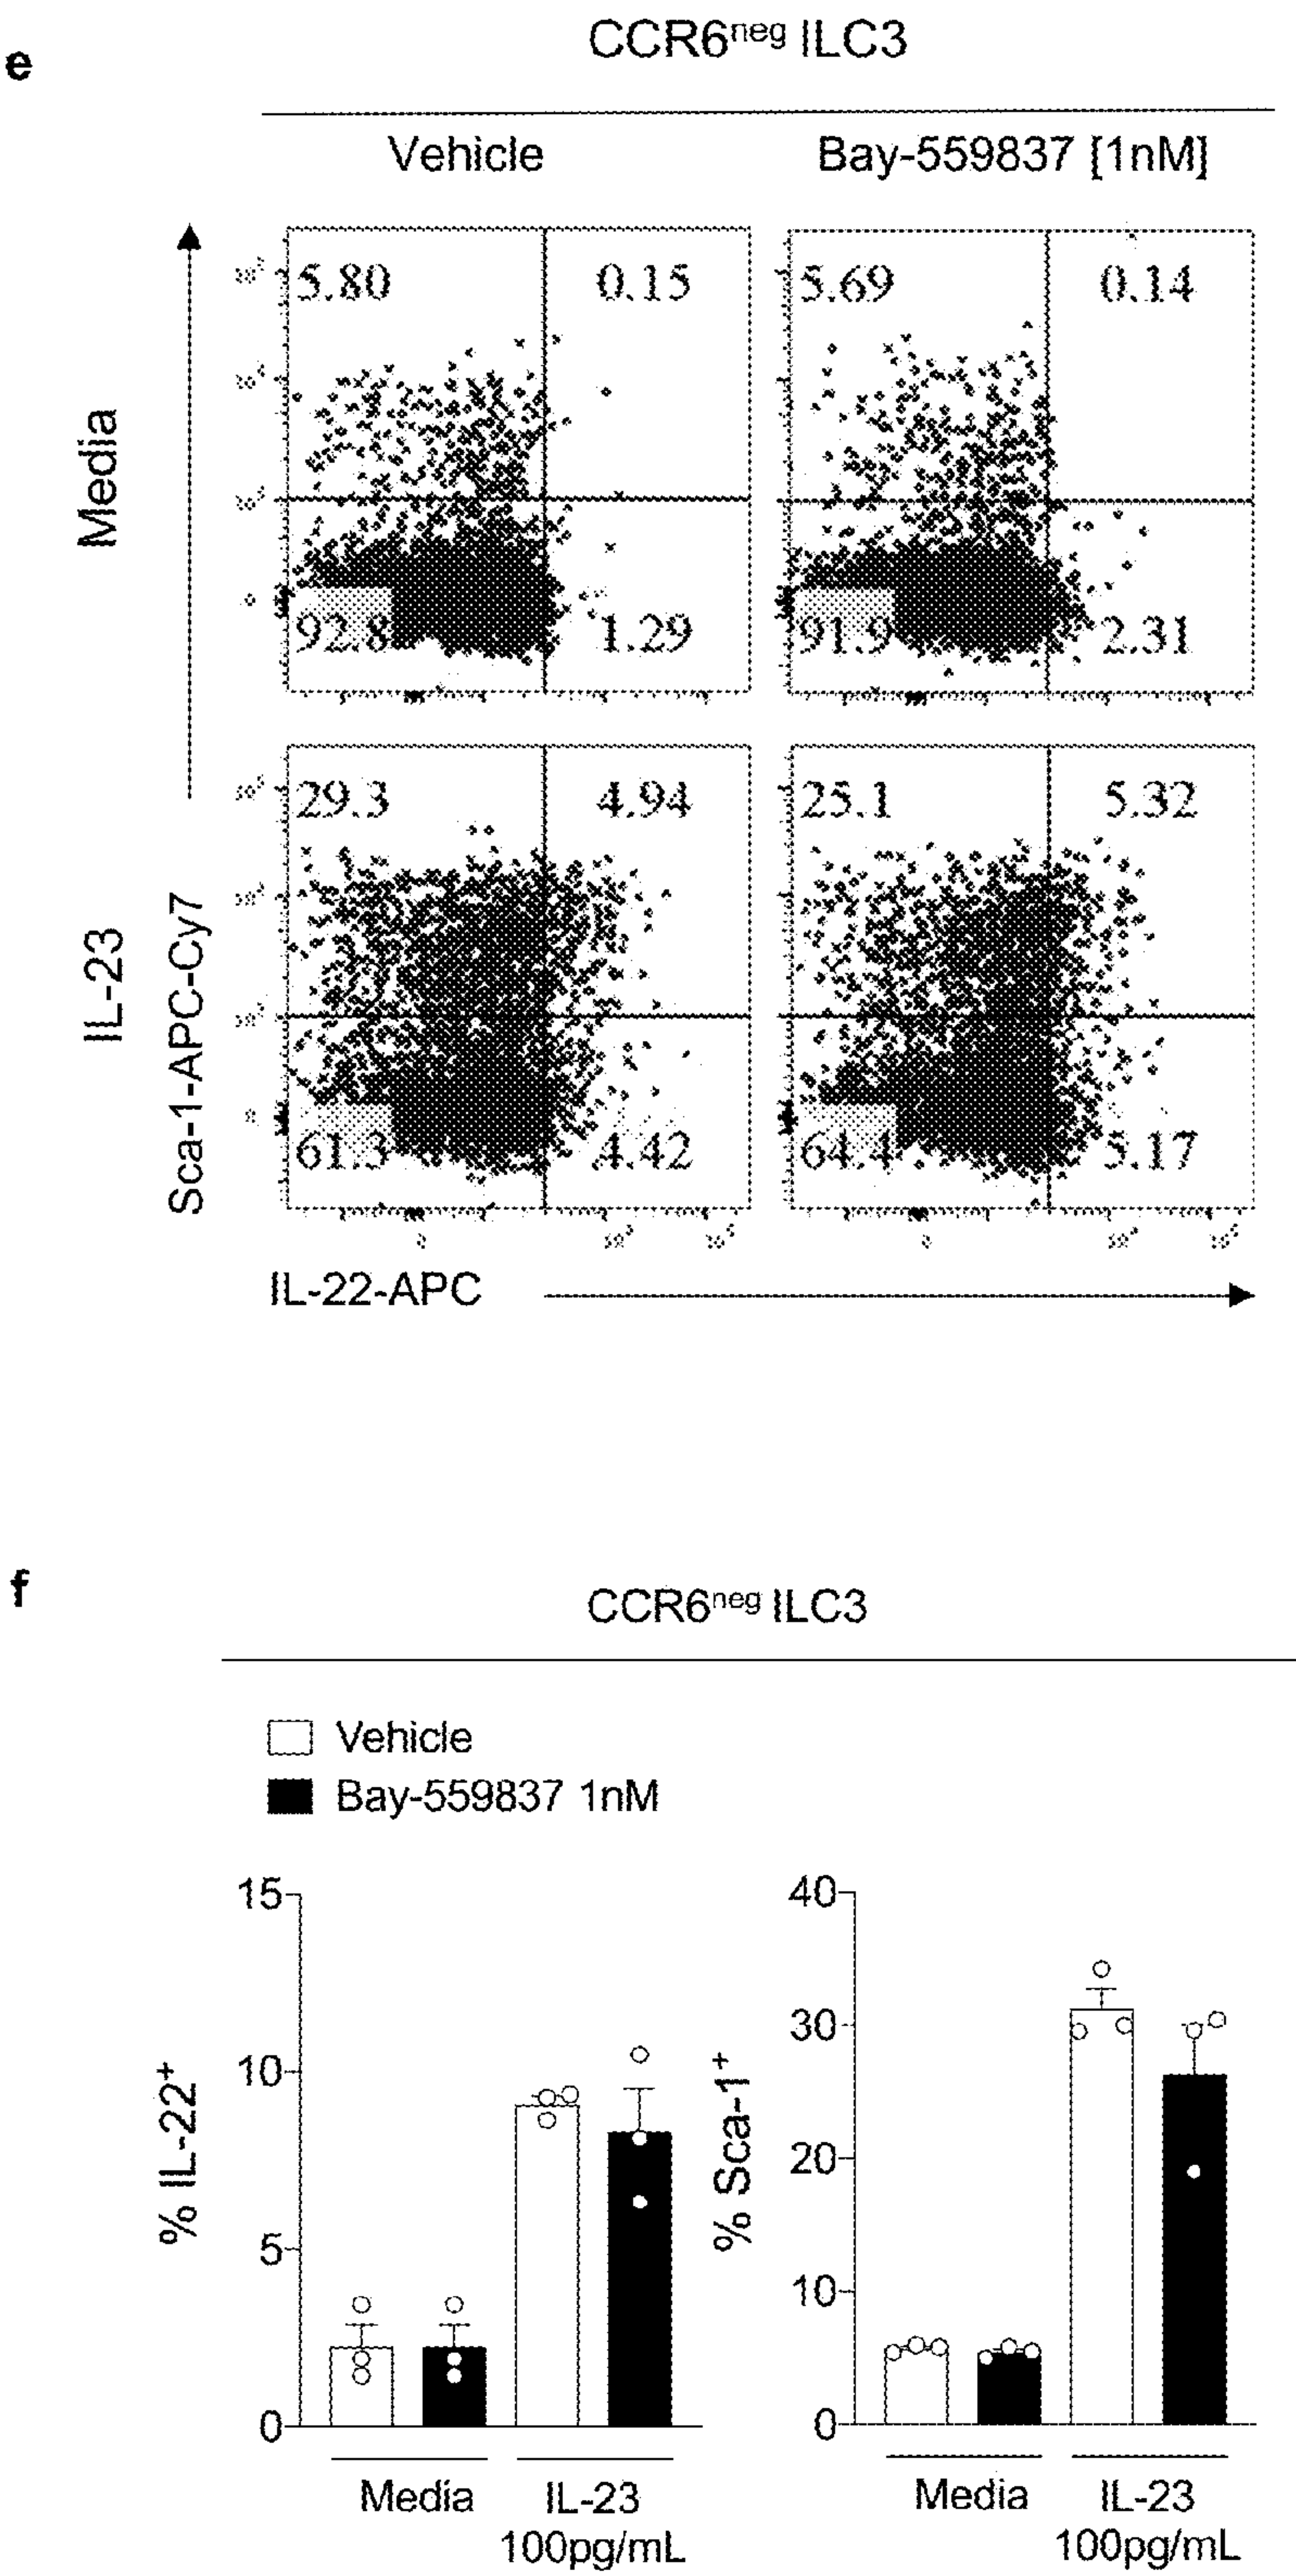 e
CCR6neg ILC3
Vehicle
Bay-559837 [1nM]
Media
5.80
0.15
5.69
0.14
92.8
1.29
91.9
2.31
IL-23
Sca-1-APC-Cy7
29.3
4.94
25.1
5.32
61.3
4.42
64.4
5.17
IL-22-APC
f
CCR6neg ILC3
Vehicle
Bay-559837 1nM
% IL-22+
15
10
5
0
Media
IL-23
100pg/mL
% Sca-1+
40
30
20
10
0
Media
IL-23
100pg/mL